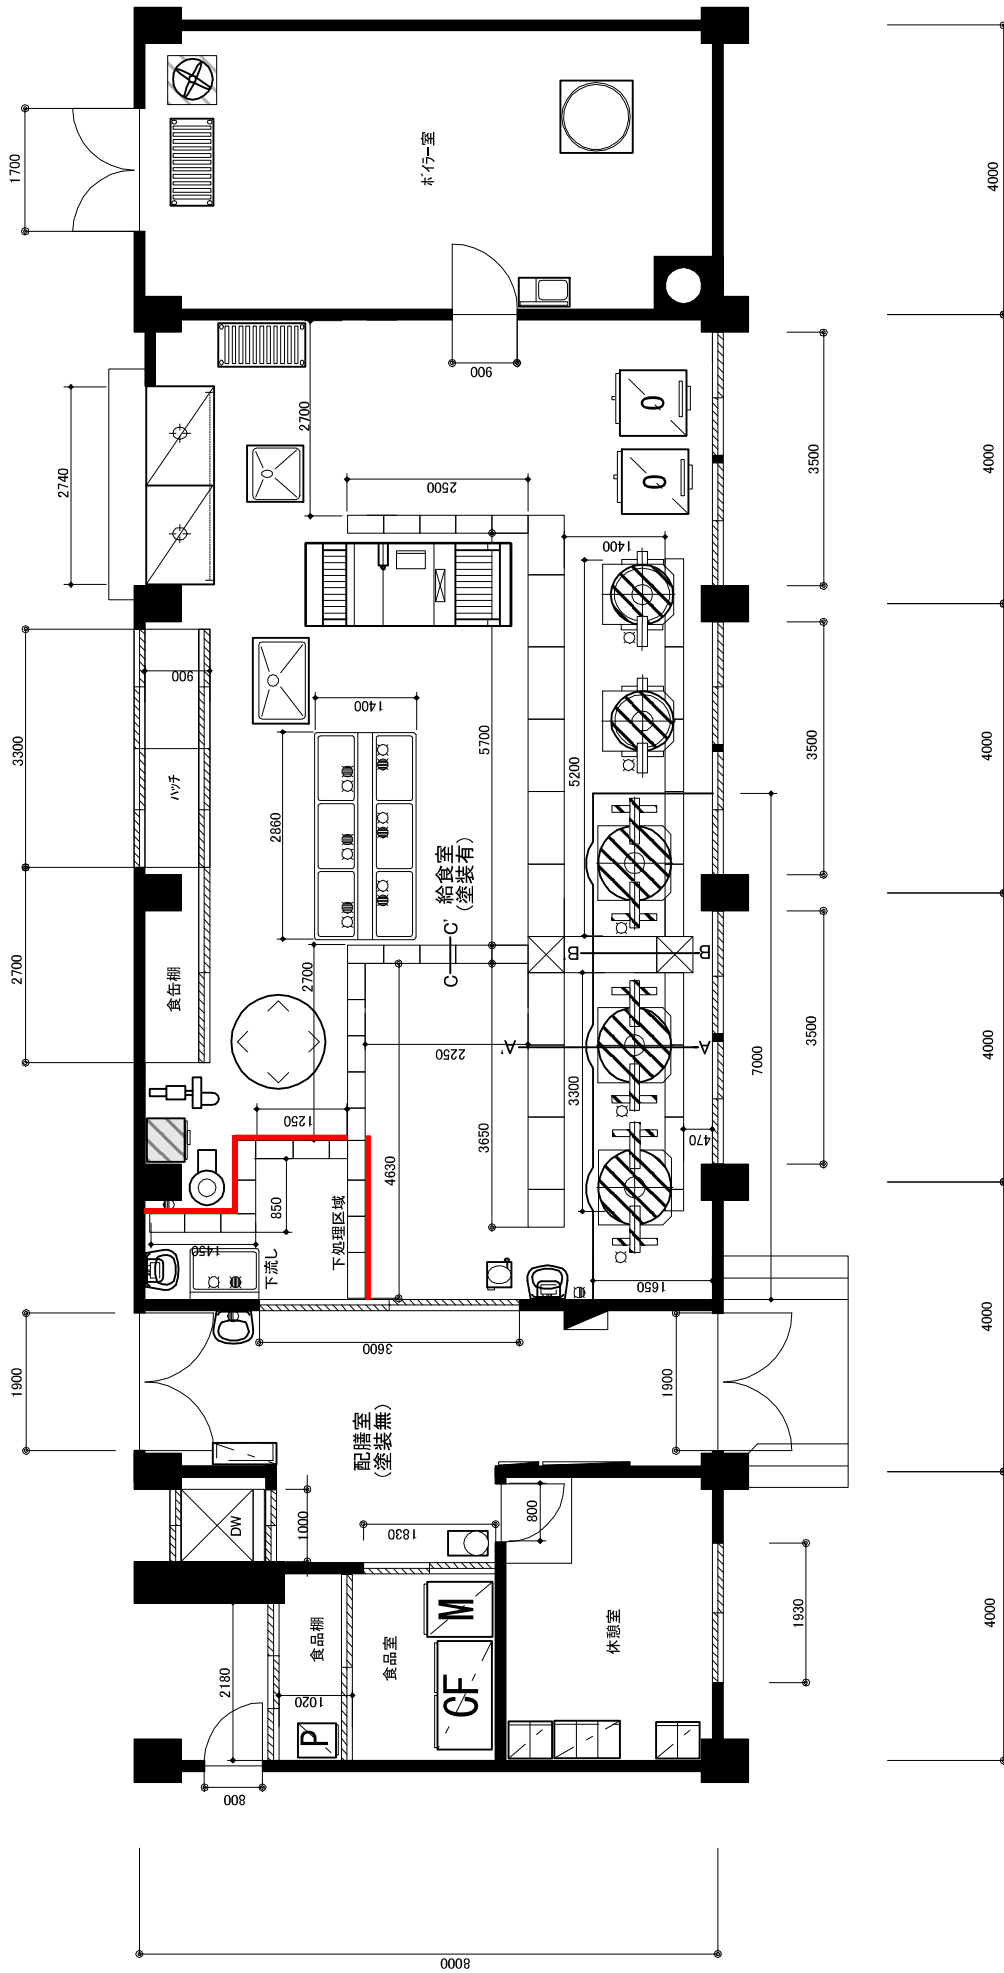 1700
4000
ﾎﾞｲﾗｰ室
900
2740
2700
2500
O
O
3500
4000
1400
900
3300
ハッチ
1400
5700
5200
2860
3500
4000
給食室
(塗装有)
C'
C
B
B
2700
食缶棚
2700
2250
A'
A
3300
7000
3500
4000
1250
3650
470
4630
850
1450
下流し
下処理区域
1650
1900
3600
1900
4000
配膳室
(塗装無)
DW
1000
1830
800
2180
食品棚
1020
食品室
M
CF
P
休憩室
1930
4000
800
8000